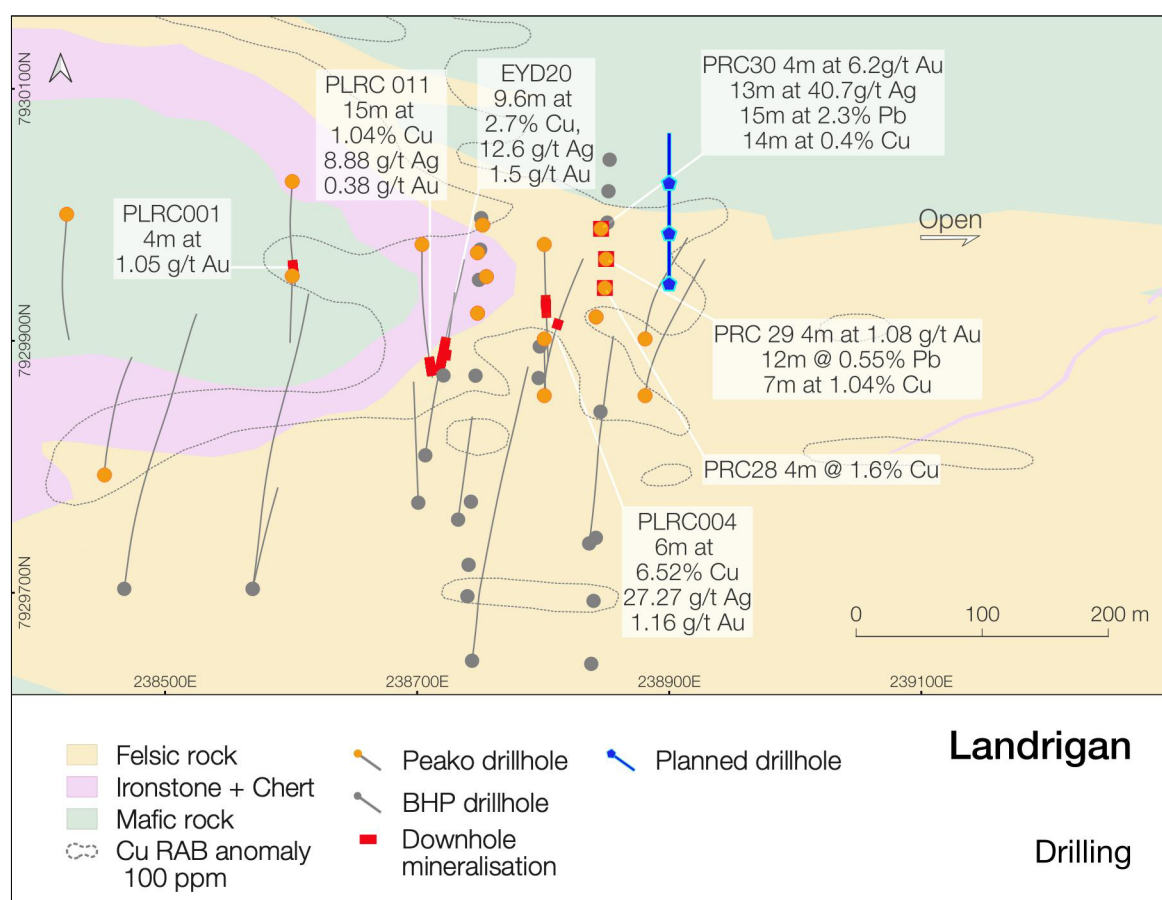 7930100N
7929900N
7929700N
PLRC001
4m at
1.05 g/t Au
PLRC 011
15m at
1.04% Cu
8.88 g/t Ag
0.38 g/t Au
EYD20
9.6m at
2.7% Cu,
12.6 g/t Ag
1.5 g/t Au
PRC30 4m at 6.2g/t Au
13m at 40.7g/t Ag
15m at 2.3% Pb
14m at 0.4% Cu
Open
PRC 29 4m at 1.08 g/t Au
12m @ 0.55% Pb
7m at 1.04% Cu
PRC28 4m @ 1.6% Cu
PLRC004
6m at
6.52% Cu
27.27 g/t Ag
1.16 g/t Au
0 100 200 m
238500E 238700E 238900E 239100E
Felsic rock
Ironstone + Chert
Mafic rock
Cu RAB anomaly
100 ppm
Peako drillhole
BHP drillhole
Downhole
mineralisation
Planned drillhole
Landrigan
Drilling